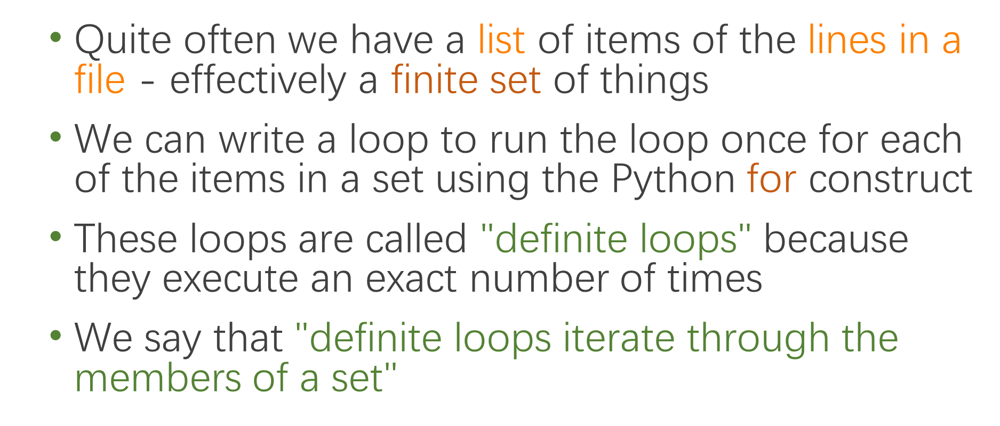 • Quite often we have a list of items of the lines in a
file - effectively a finite set of things
• We can write a loop to run the loop once for each
of the items in a set using the Python for construct
• These loops are called "definite loops" because
they execute an exact number of times
• We say that "definite loops iterate through the
members of a set"